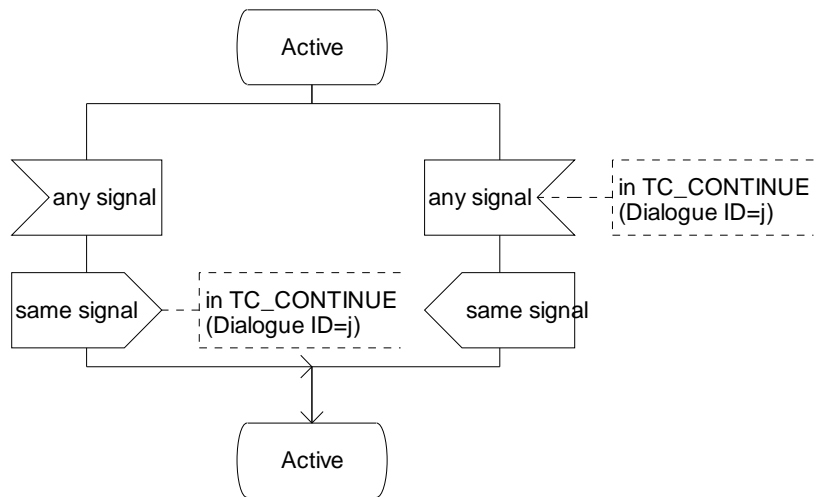 Active
any signal
any signal
in TC_CONTINUE
(Dialogue ID=j)
same signal
in TC_CONTINUE
(Dialogue ID=j)
same signal
Active